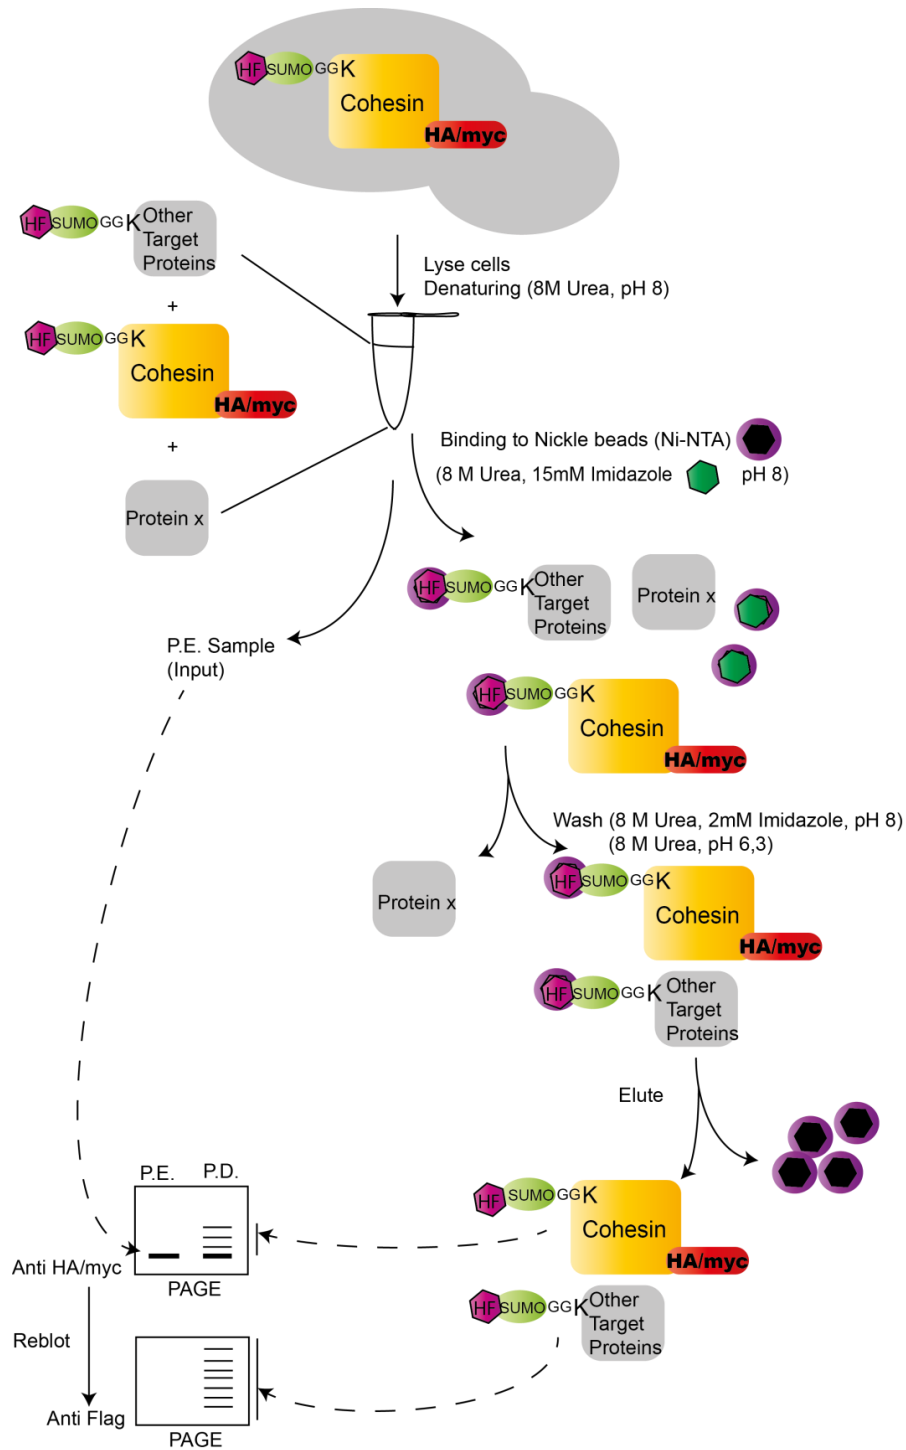 HF SUMO GG K
Cohesin
HA/myc
HF SUMO GG K Other
Target
Proteins
+
Lyse cells
Denaturing (8M Urea, pH 8)
HF SUMO GG K
Cohesin
HA/myc
+
Protein x
Binding to Nickle beads (Ni-NTA)
(8 M Urea, 15mM Imidazole pH 8)
HF SUMO GG K Other
Target
Proteins
Protein x
P.E. Sample
(Input)
HF SUMO GG K
Cohesin
HA/myc
Wash (8 M Urea, 2mM Imidazole, pH 8)
(8 M Urea, pH 6,3)
Protein x
HF SUMO GG K
Cohesin
HA/myc
HF SUMO GG K Other
Target
Proteins
Elute
P.E. P.D.
HF SUMO GG K
Cohesin
HA/myc
Anti HA/myc
PAGE
HF SUMO GG K Other
Target
Proteins
Reblot
Anti Flag
PAGE